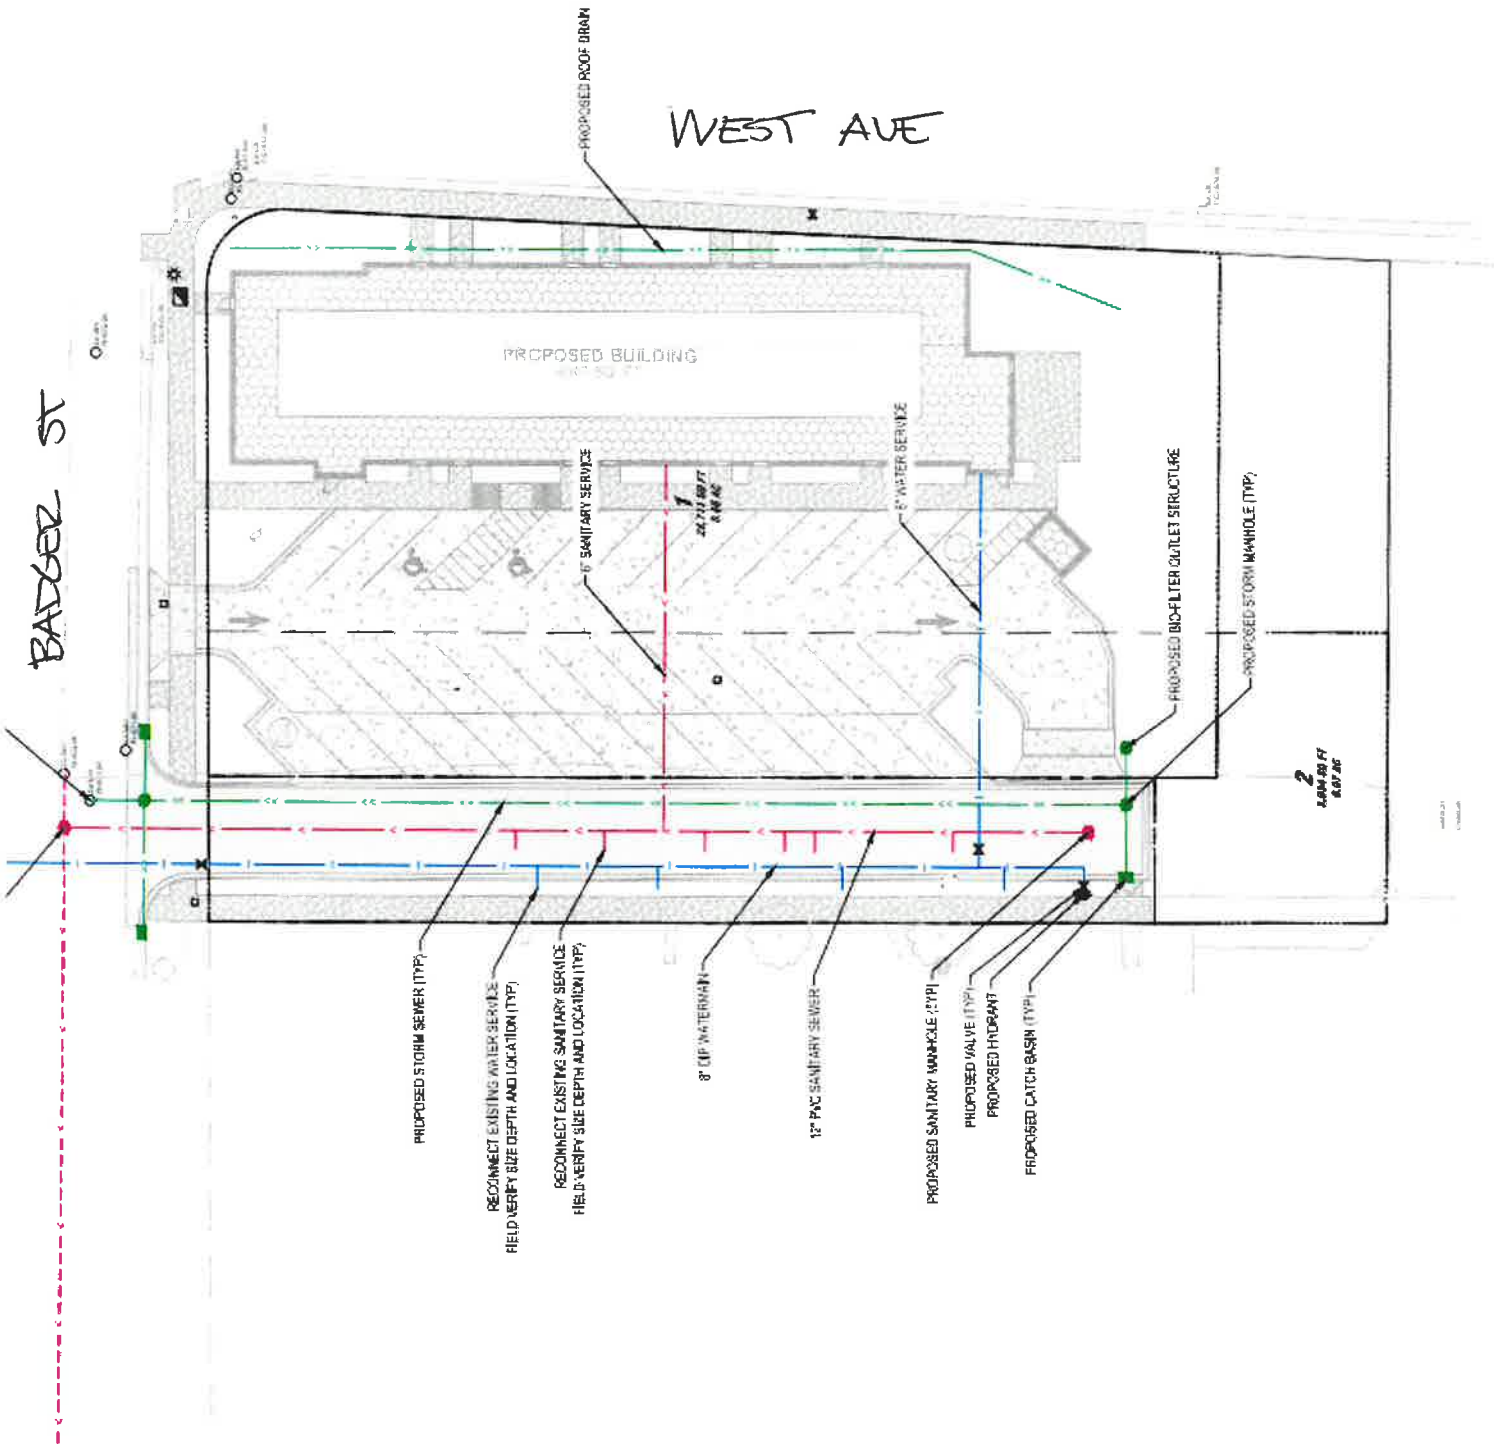 WEST AVE
BADGER ST
PROPOSED ROOF DRAIN
PROPOSED BUILDING
6" SANITARY SERVICE
1
6" WATER SERVICE
PROPOSED BIO-FILTER OUTLET STRUCTURE
PROPOSED STORM MANHOLE (TYP)
2
PROPOSED STORM SEWER (TYP)
RECONNECT EXISTING WATER SERVICE
FIELD VERIFY SIZE DEPTH AND LOCATION (TYP)
RECONNECT EXISTING SANITARY SERVICE
FIELD VERIFY SIZE DEPTH AND LOCATION (TYP)
8" DIP WATERMAIN
12" PVC SANITARY SEWER
PROPOSED SANITARY MANHOLE (TYP)
PROPOSED VALVE (TYP)
PROPOSED HYDRANT
PROPOSED CATCH BASIN (TYP)